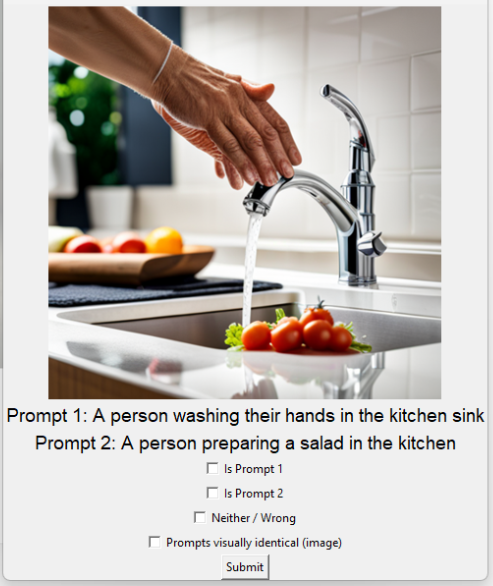 Prompt 1: A person washing their hands in the kitchen sink
Prompt 2: A person preparing a salad in the kitchen
Is Prompt 1
Is Prompt 2
Neither / Wrong
Prompts visually identical (image)
Submit